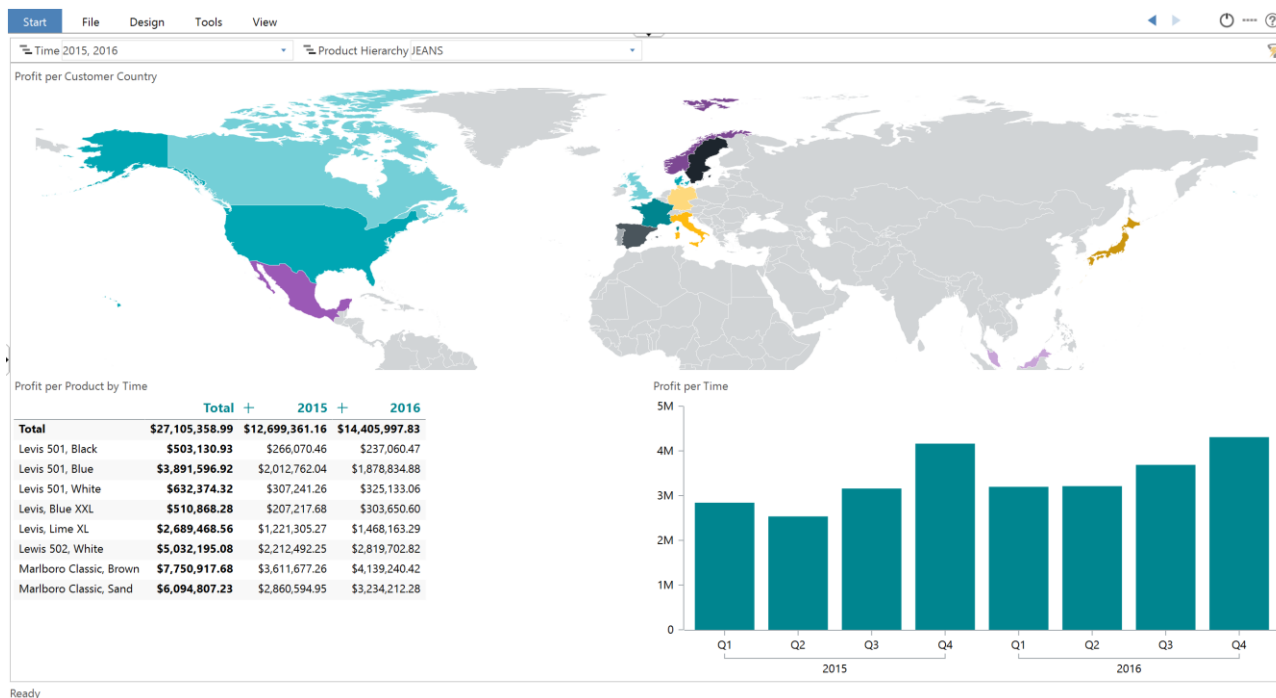 Start File Design Tools View
Time 2015, 2016 Product Hierarchy JEANS
Profit per Customer Country
Profit per Product by Time
Total + 2015 + 2016
Total $27,105,358.99 $12,699,361.16 $14,405,997.83
Levis 501, Black $503,130.93 $266,070.46 $237,060.47
Levis 501, Blue $3,891,596.92 $2,012,762.04 $1,878,834.88
Levis 501, White $632,374.32 $307,241.26 $325,133.06
Levis, Blue XXL $510,868.28 $207,217.68 $303,650.60
Levis, Lime XL $2,689,468.56 $1,221,305.27 $1,468,163.29
Lewis 502, White $5,032,195.08 $2,212,492.25 $2,819,702.82
Marlboro Classic, Brown $7,750,917.68 $3,611,677.26 $4,139,240.42
Marlboro Classic, Sand $6,094,807.23 $2,860,594.95 $3,234,212.28
Profit per Time
5M
4M
3M
2M
1M
0
Q1 Q2 Q3 Q4 Q1 Q2 Q3 Q4
2015 2016
Ready